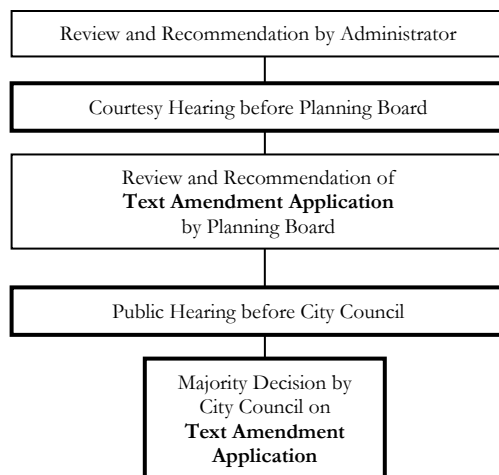 Review and Recommendation by Administrator
Courtesy Hearing before Planning Board
Review and Recommendation of
Text Amendment Application
by Planning Board
Public Hearing before City Council
Majority Decision by
City Council on
Text Amendment
Application